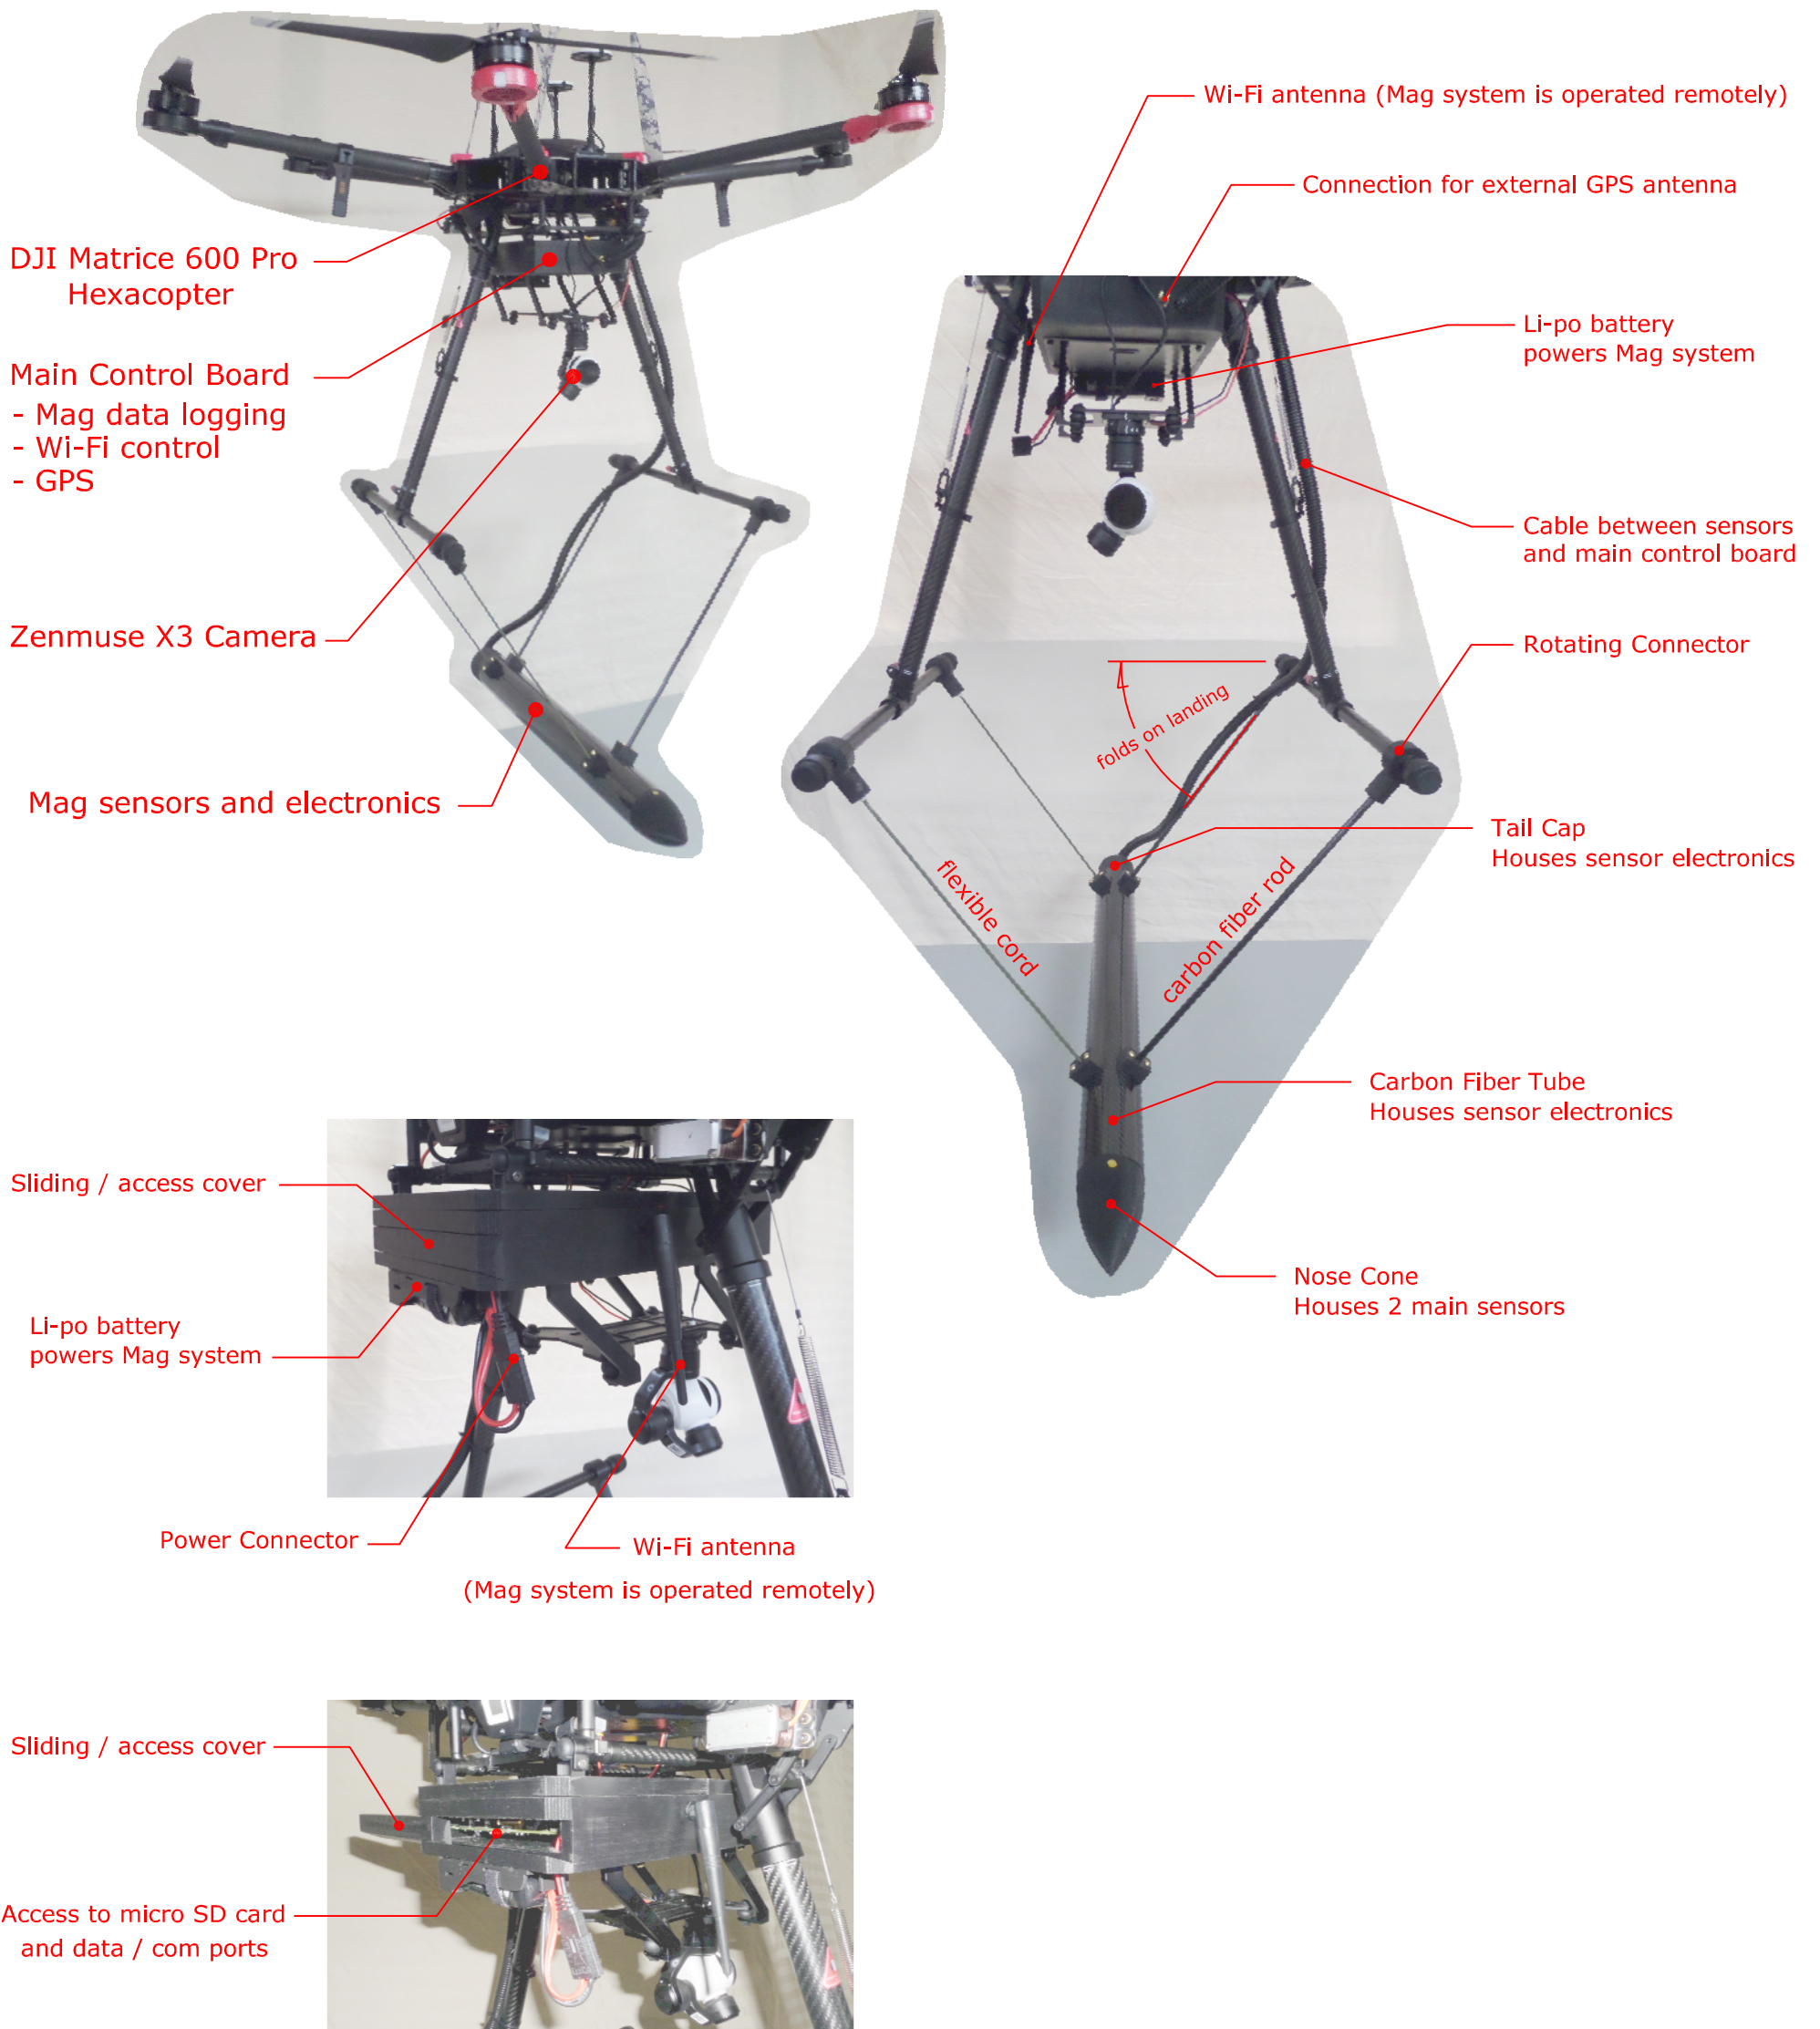 Wi-Fi antenna (Mag system is operated remotely)
Connection for external GPS antenna
DJI Matrice 600 Pro
Hexacopter
Li-po battery
powers Mag system
Main Control Board
- Mag data logging
- Wi-Fi control
- GPS
Cable between sensors
and main control board
Zenmuse X3 Camera
Rotating Connector
folds on landing
Mag sensors and electronics
Tail Cap
Houses sensor electronics
flexible cord
carbon fiber rod
Carbon Fiber Tube
Houses sensor electronics
Nose Cone
Houses 2 main sensors
Sliding / access cover
Li-po battery
powers Mag system
Power Connector
Wi-Fi antenna
(Mag system is operated remotely)
Sliding / access cover
Access to micro SD card
and data / com ports